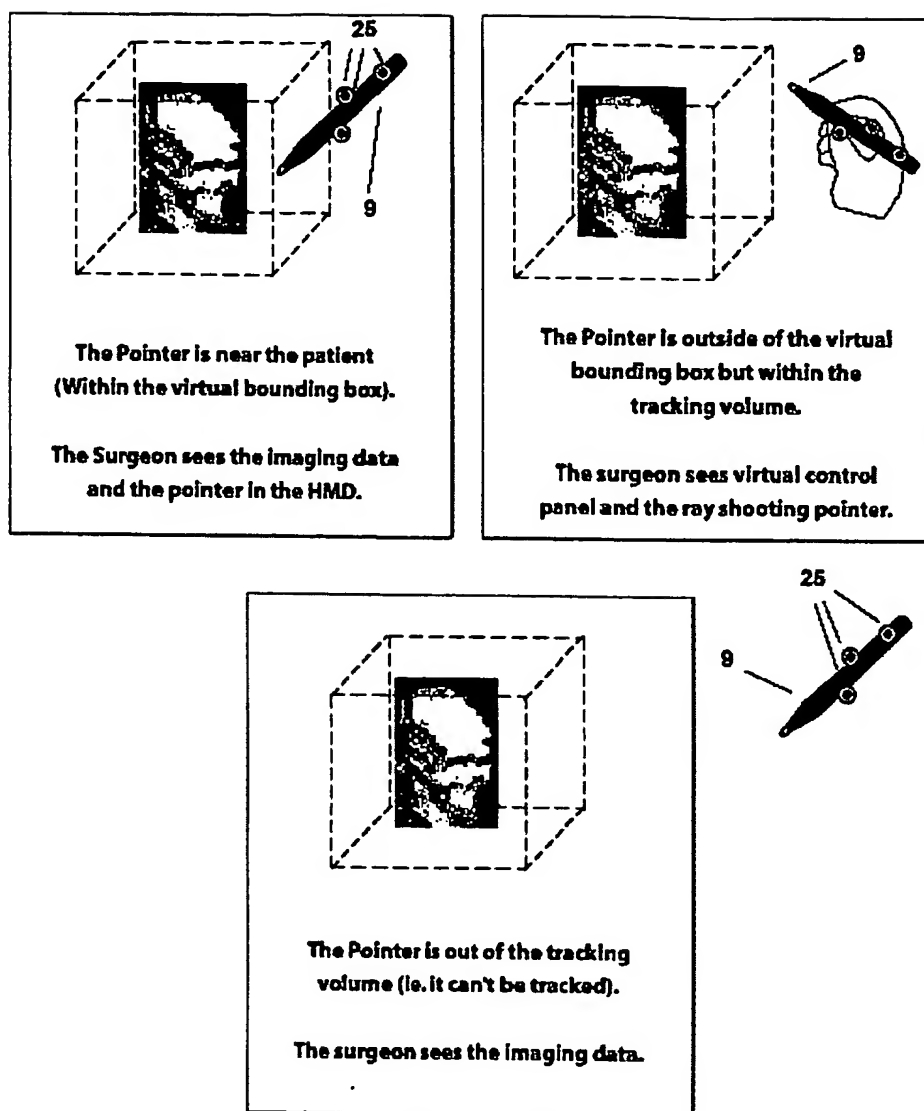 25
9
The Pointer is near the patient
(Within the virtual bounding box).
The Surgeon sees the imaging data
and the pointer in the HMD.
9
The Pointer is outside of the virtual
bounding box but within the
tracking volume.
The surgeon sees virtual control
panel and the ray shooting pointer.
25
9
The Pointer is out of the tracking
volume (ie. it can't be tracked).
The surgeon sees the imaging data.